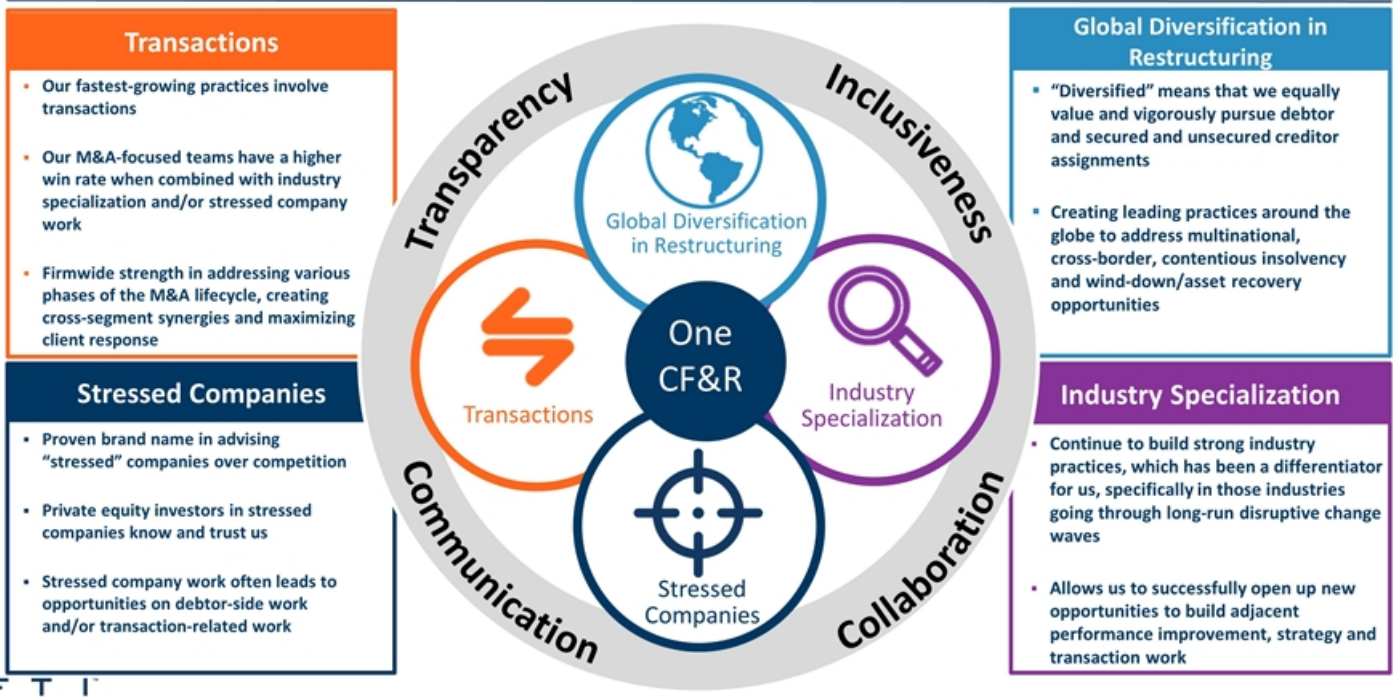 Transactions
▪ Our fastest-growing practices involve
transactions
▪ Our M&A-focused teams have a higher
win rate when combined with industry
specialization and/or stressed company
work
▪ Firmwide strength in addressing various
phases of the M&A lifecycle, creating
cross-segment synergies and maximizing
client response
Stressed Companies
▪ Proven brand name in advising
“stressed” companies over competition
▪ Private equity investors in stressed
companies know and trust us
▪ Stressed company work often leads to
opportunities on debtor-side work
and/or transaction-related work
Transparency
Inclusiveness
Communication
Collaboration
Global Diversification
in Restructuring
Transactions
One
CF&R
Industry
Specialization
Stressed
Companies
Global Diversification in
Restructuring
▪ “Diversified” means that we equally
value and vigorously pursue debtor
and secured and unsecured creditor
assignments
▪ Creating leading practices around the
globe to address multinational,
cross-border, contentious insolvency
and wind-down/asset recovery
opportunities
Industry Specialization
▪ Continue to build strong industry
practices, which has been a differentiator
for us, specifically in those industries
going through long-run disruptive change
waves
▪ Allows us to successfully open up new
opportunities to build adjacent
performance improvement, strategy and
transaction work
F T I™